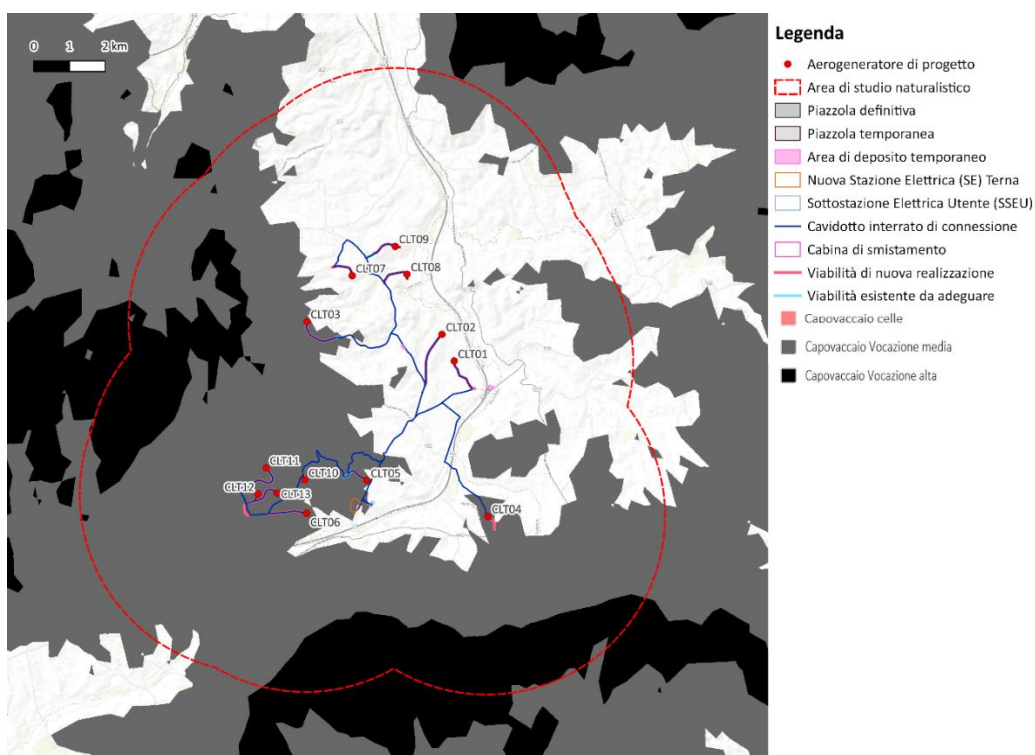 0 1 2 km
CLT09
CLT07
CLT08
CLT03
CLT02
CLT01
CLT11
CLT10
CLT05
CLT12
CLT13
CLT06
CLT04
Legenda
Aerogeneratore di progetto
Area di studio naturalistico
Piazzola definitiva
Piazzola temporanea
Area di deposito temporaneo
Nuova Stazione Elettrica (SE) Terna
Sottostazione Elettrica Utente (SSEU)
Cavidotto interrato di connessione
Cabina di smistamento
Viabilità di nuova realizzazione
Viabilità esistente da adeguare
Capovaccaio celle
Capovaccaio Vocazione media
Capovaccaio Vocazione alta